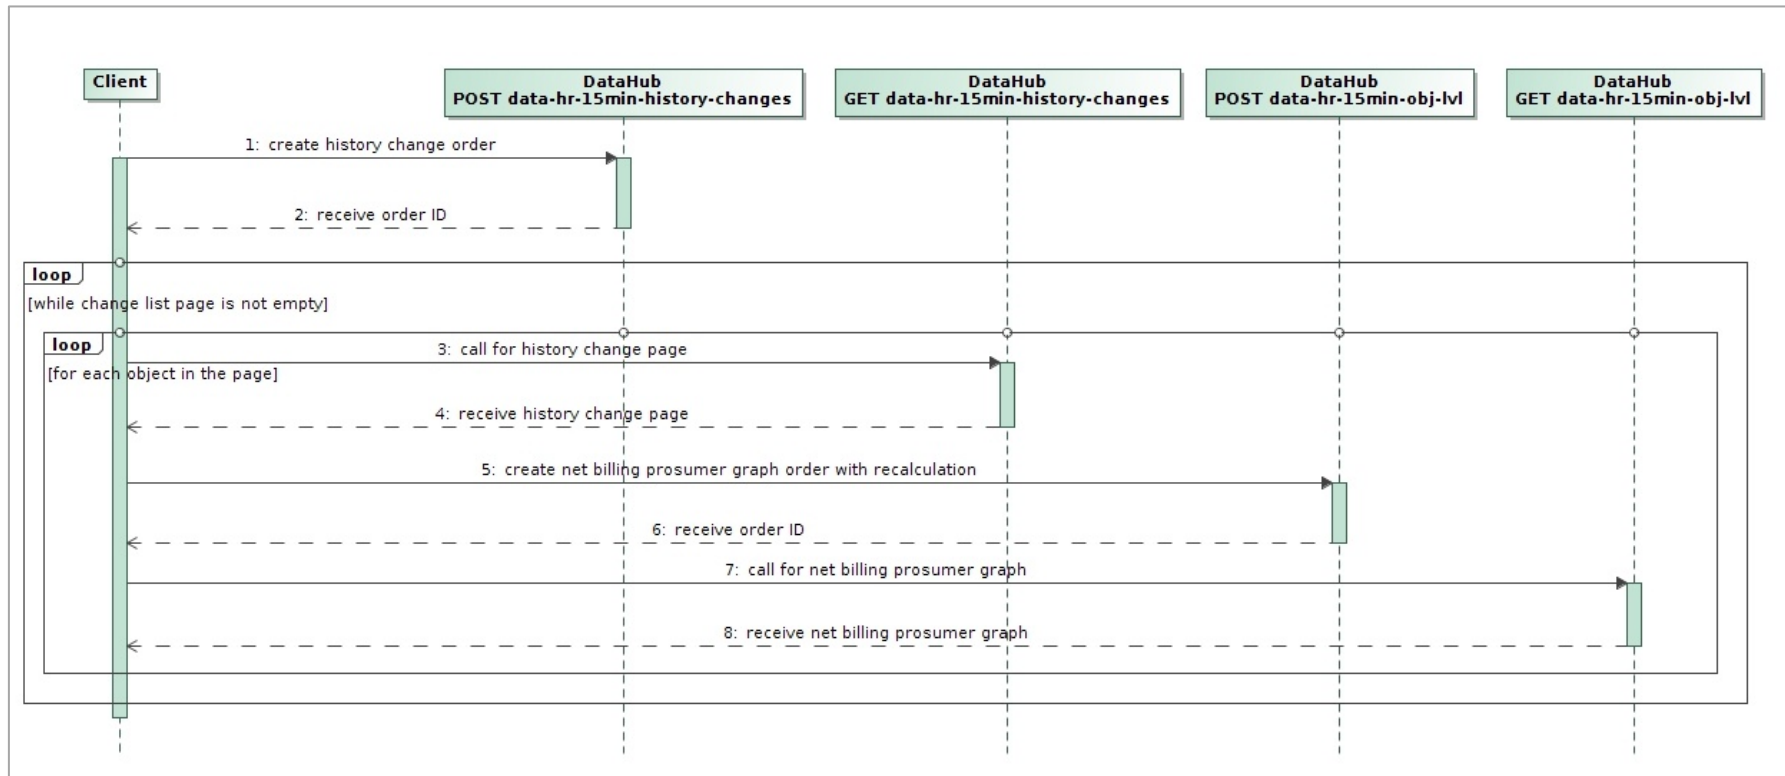 Client
DataHub
POST data-hr-15min-history-changes
DataHub
GET data-hr-15min-history-changes
DataHub
POST data-hr-15min-obj-lvl
DataHub
GET data-hr-15min-obj-lvl
1: create history change order
2: receive order ID
loop
[while change list page is not empty]
loop
3: call for history change page
[for each object in the page]
4: receive history change page
5: create net billing prosumer graph order with recalculation
6: receive order ID
7: call for net billing prosumer graph
8: receive net billing prosumer graph